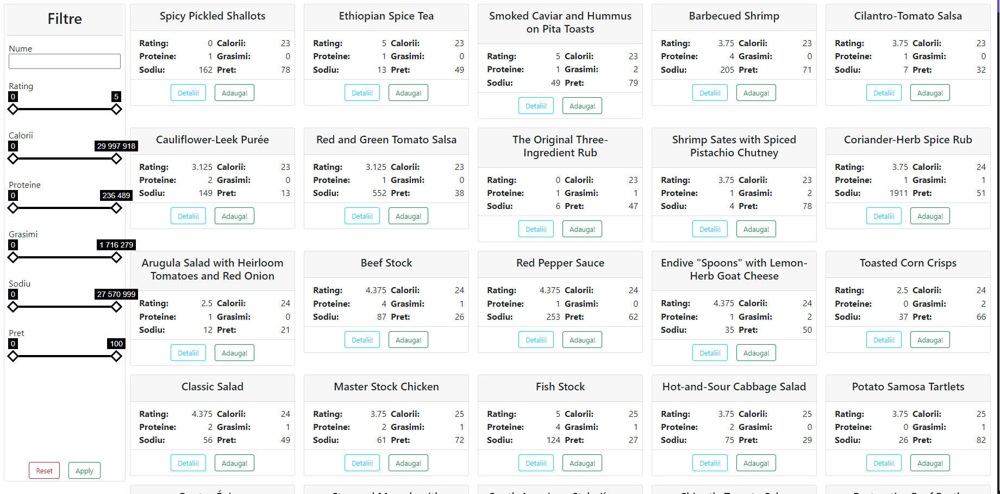 Filtre
Nume
Rating
0 5
Calorii
0 29 997 918
Proteine
0 236 489
Grasimi
0 1 716 279
Sodiu
0 27 570 999
Pret
0 100
Reset Apply
Spicy Pickled Shallots
Rating: 0 Calorii: 23
Proteine: 1 Grasimi: 0
Sodiu: 162 Pret: 78
Detalii! Adauga!
Ethiopian Spice Tea
Rating: 5 Calorii: 23
Proteine: 1 Grasimi: 0
Sodiu: 13 Pret: 49
Detalii! Adauga!
Smoked Caviar and Hummus
on Pita Toasts
Rating: 5 Calorii: 23
Proteine: 1 Grasimi: 2
Sodiu: 49 Pret: 79
Detalii! Adauga!
Barbecued Shrimp
Rating: 3.75 Calorii: 23
Proteine: 4 Grasimi: 0
Sodiu: 205 Pret: 71
Detalii! Adauga!
Cilantro-Tomato Salsa
Rating: 3.75 Calorii: 23
Proteine: 1 Grasimi: 0
Sodiu: 7 Pret: 32
Detalii! Adauga!
Cauliflower-Leek Purée
Rating: 3.125 Calorii: 23
Proteine: 2 Grasimi: 0
Sodiu: 149 Pret: 13
Detalii! Adauga!
Red and Green Tomato Salsa
Rating: 3.125 Calorii: 23
Proteine: 1 Grasimi: 0
Sodiu: 552 Pret: 38
Detalii! Adauga!
The Original Three-
Ingredient Rub
Rating: 0 Calorii: 23
Proteine: 1 Grasimi: 1
Sodiu: 6 Pret: 47
Detalii! Adauga!
Shrimp Sates with Spiced
Pistachio Chutney
Rating: 3.75 Calorii: 23
Proteine: 1 Grasimi: 2
Sodiu: 4 Pret: 78
Detalii! Adauga!
Coriander-Herb Spice Rub
Rating: 3.75 Calorii: 24
Proteine: 1 Grasimi: 1
Sodiu: 1911 Pret: 51
Detalii! Adauga!
Arugula Salad with Heirloom
Tomatoes and Red Onion
Rating: 2.5 Calorii: 24
Proteine: 1 Grasimi: 0
Sodiu: 12 Pret: 21
Detalii! Adauga!
Beef Stock
Rating: 4.375 Calorii: 24
Proteine: 4 Grasimi: 1
Sodiu: 87 Pret: 26
Detalii! Adauga!
Red Pepper Sauce
Rating: 4.375 Calorii: 24
Proteine: 1 Grasimi: 0
Sodiu: 253 Pret: 62
Detalii! Adauga!
Endive "Spoons" with Lemon-
Herb Goat Cheese
Rating: 4.375 Calorii: 24
Proteine: 1 Grasimi: 2
Sodiu: 35 Pret: 50
Detalii! Adauga!
Toasted Corn Crisps
Rating: 2.5 Calorii: 24
Proteine: 0 Grasimi: 2
Sodiu: 37 Pret: 66
Detalii! Adauga!
Classic Salad
Rating: 4.375 Calorii: 24
Proteine: 2 Grasimi: 1
Sodiu: 56 Pret: 49
Detalii! Adauga!
Master Stock Chicken
Rating: 3.75 Calorii: 25
Proteine: 2 Grasimi: 1
Sodiu: 61 Pret: 72
Detalii! Adauga!
Fish Stock
Rating: 5 Calorii: 25
Proteine: 4 Grasimi: 1
Sodiu: 124 Pret: 27
Detalii! Adauga!
Hot-and-Sour Cabbage Salad
Rating: 3.75 Calorii: 25
Proteine: 2 Grasimi: 0
Sodiu: 75 Pret: 29
Detalii! Adauga!
Potato Samosa Tartlets
Rating: 3.75 Calorii: 25
Proteine: 0 Grasimi: 1
Sodiu: 26 Pret: 82
Detalii! Adauga!